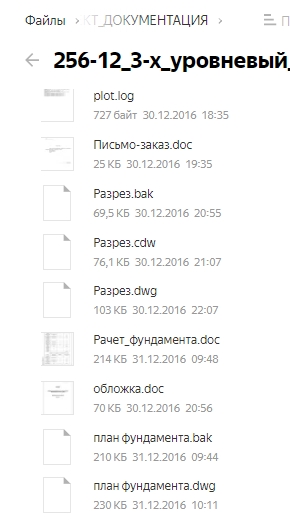 Файлы › КТ_ДОКУМЕНТАЦИЯ ›
256-12_3-х_уровневый_
plot.log
727 байт 30.12.2016 18:35
Письмо-заказ.doc
25 КБ 30.12.2016 19:35
Разрез.bak
69,5 КБ 30.12.2016 20:55
Разрез.cdw
76,1 КБ 30.12.2016 21:07
Разрез.dwg
103 КБ 30.12.2016 22:07
Рачет_фундамента.doc
214 КБ 31.12.2016 09:48
обложка.doc
70 КБ 30.12.2016 20:56
план фундамента.bak
210 КБ 31.12.2016 09:44
план фундамента.dwg
230 КБ 31.12.2016 10:11